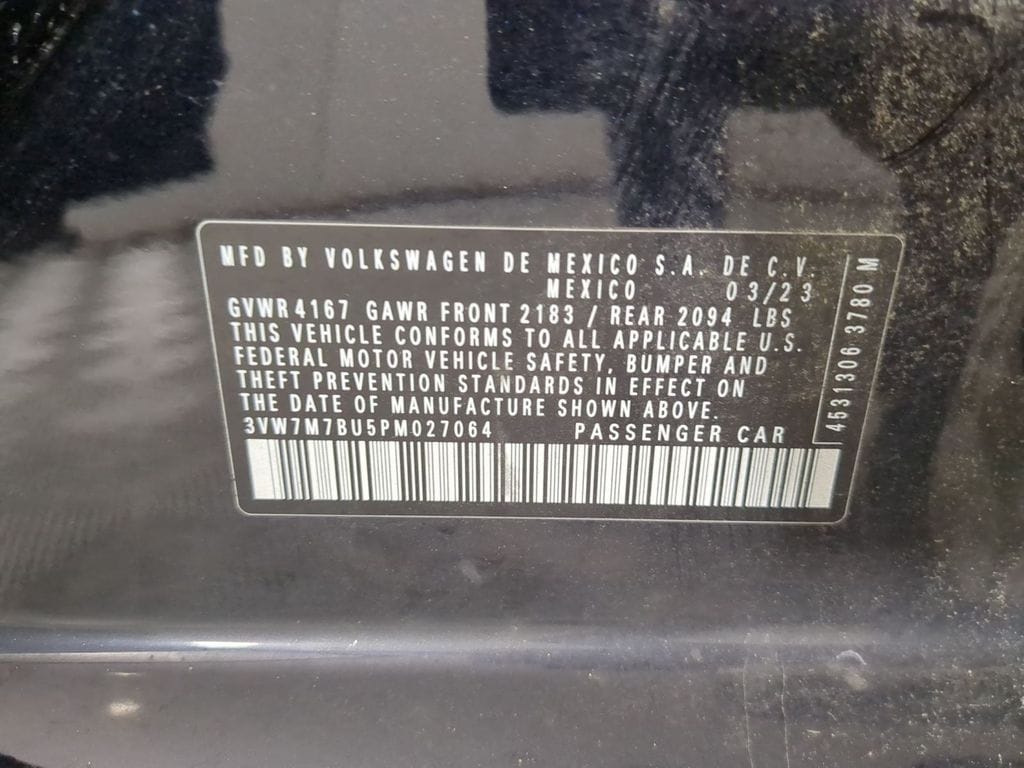 MFD BY VOLKSWAGEN DE MEXICO S.A. DE C.V.
MEXICO 03/23
GVWR 4167 GAWR FRONT 2183 / REAR 2094 LBS
THIS VEHICLE CONFORMS TO ALL APPLICABLE U.S.
FEDERAL MOTOR VEHICLE SAFETY, BUMPER AND
THEFT PREVENTION STANDARDS IN EFFECT ON
THE DATE OF MANUFACTURE SHOWN ABOVE.
3VW7M7BU5PM027064 PASSENGER CAR
4531306 3780 M